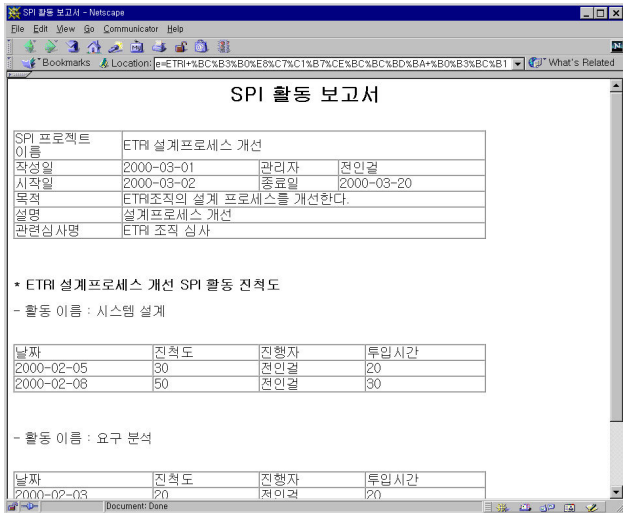 SPI 활동 보고서 - Netscape
File Edit View Go Communicator Help
Bookmarks Location: e=ETRI+%BC%B3%B0%E8%C7%C1%B7%CE%BC%BC%BD%BA+%B0%B3%BC%B1 What's Related
SPI 활동 보고서
SPI 프로젝트
이름 ETRI 설계프로세스 개선
작성일 2000-03-01 관리자 전인걸
시작일 2000-03-02 종료일 2000-03-20
목적 ETRI조직의 설계 프로세스를 개선한다.
설명 설계프로세스 개선
관련심사명 ETRI 조직 심사
* ETRI 설계프로세스 개선 SPI 활동 진척도
- 활동 이름 : 시스템 설계
날짜 진척도 진행자 투입시간
2000-02-05 30 전인걸 20
2000-02-08 50 전인걸 30
- 활동 이름 : 요구 분석
날짜 진척도 진행자 투입시간
2000-02-03 20 전인걸 20
Document: Done